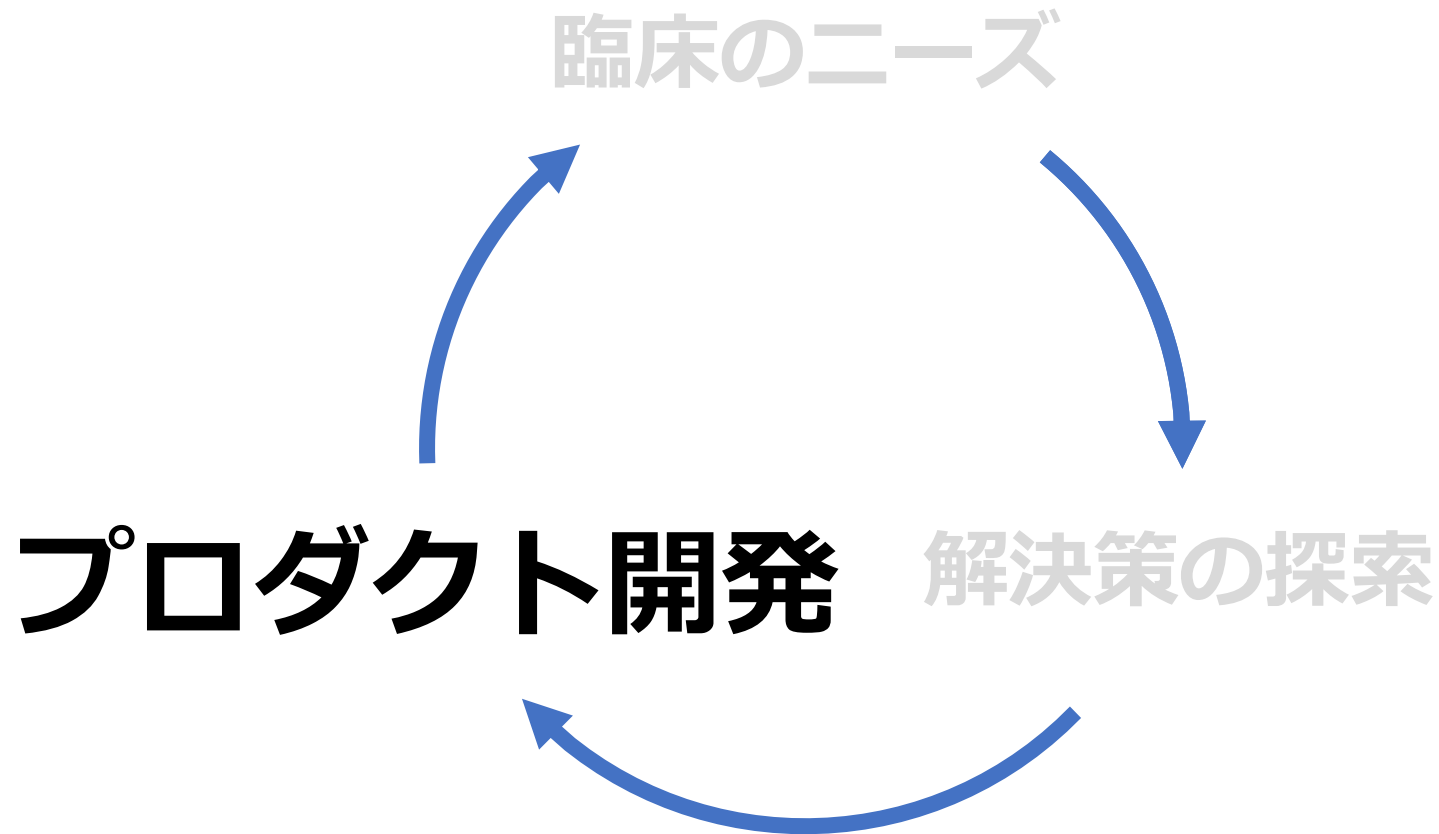 臨床のニーズ
プロダクト開発
解決策の探索